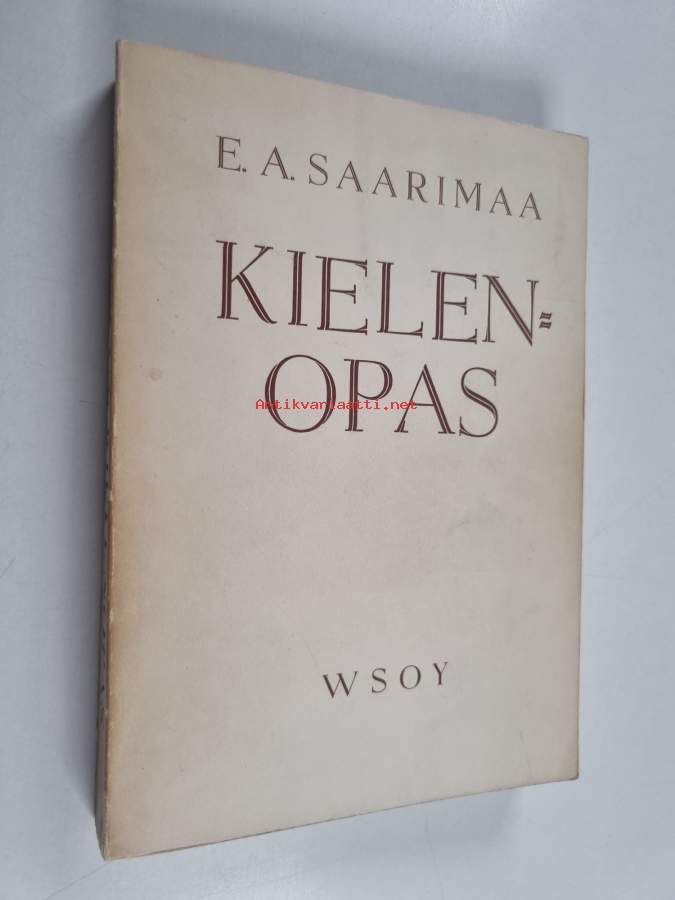 E. A. SAARIMAA
KIELEN=
OPAS
Antikvariaatti.net
WSOY